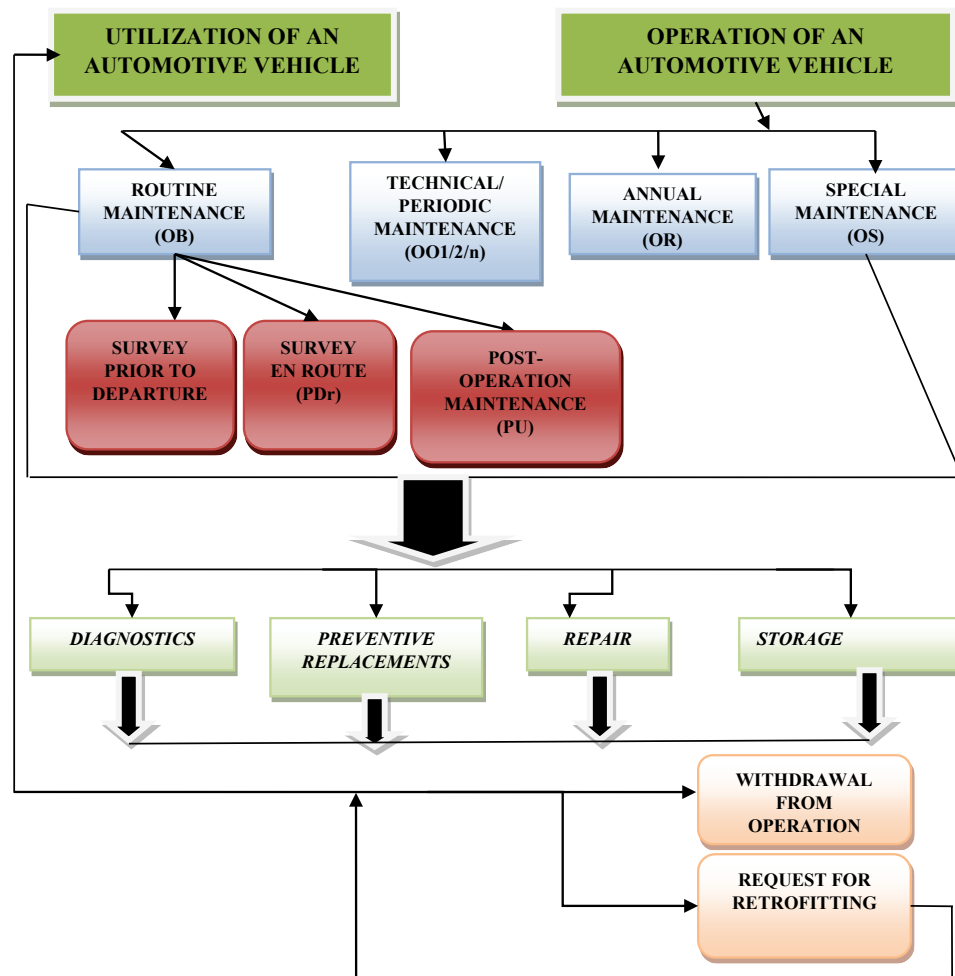 UTILIZATION OF AN
AUTOMOTIVE VEHICLE
OPERATION OF AN
AUTOMOTIVE VEHICLE
ROUTINE
MAINTENANCE
(OB)
TECHNICAL/
PERIODIC
MAINTENANCE
(OO1/2/n)
ANNUAL
MAINTENANCE
(OR)
SPECIAL
MAINTENANCE
(OS)
SURVEY
PRIOR TO
DEPARTURE
SURVEY
EN ROUTE
(PDr)
POST-
OPERATION
MAINTENANCE
(PU)
DIAGNOSTICS
PREVENTIVE
REPLACEMENTS
REPAIR
STORAGE
WITHDRAWAL
FROM
OPERATION
REQUEST FOR
RETROFITTING